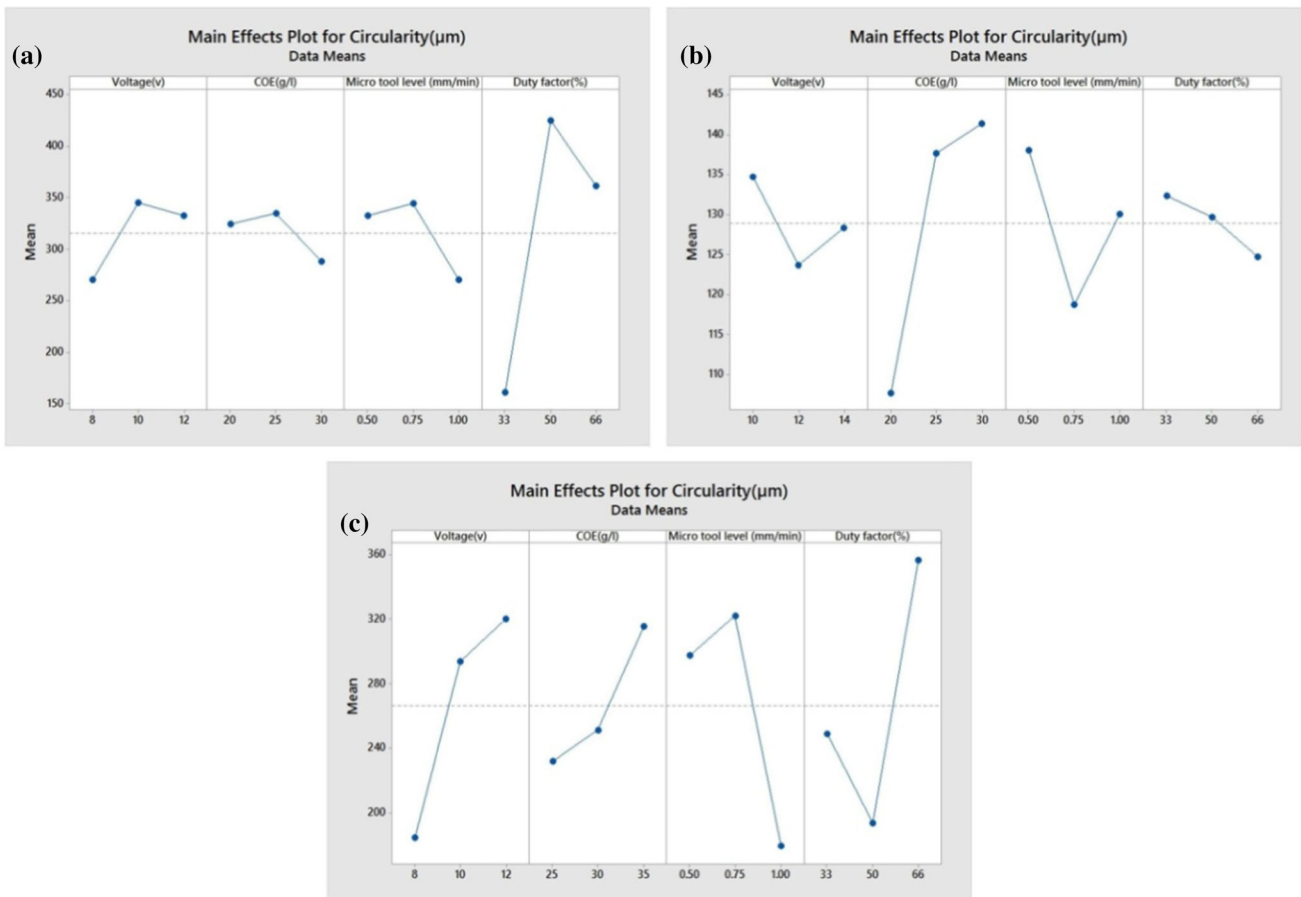 (a)
Main Effects Plot for Circularity(µm)
Data Means
Voltage(v) COE(g/l) Micro tool level (mm/min) Duty factor(%)
450
400
350
300
250
200
150
Mean
8 10 12 20 25 30 0.50 0.75 1.00 33 50 66
(b)
Main Effects Plot for Circularity(µm)
Data Means
Voltage(v) COE(g/l) Micro tool level (mm/min) Duty factor(%)
145
140
135
130
125
120
115
110
Mean
10 12 14 20 25 30 0.50 0.75 1.00 33 50 66
(c)
Main Effects Plot for Circularity(µm)
Data Means
Voltage(v) COE(g/l) Micro tool level (mm/min) Duty factor(%)
360
320
280
240
200
Mean
8 10 12 25 30 35 0.50 0.75 1.00 33 50 66